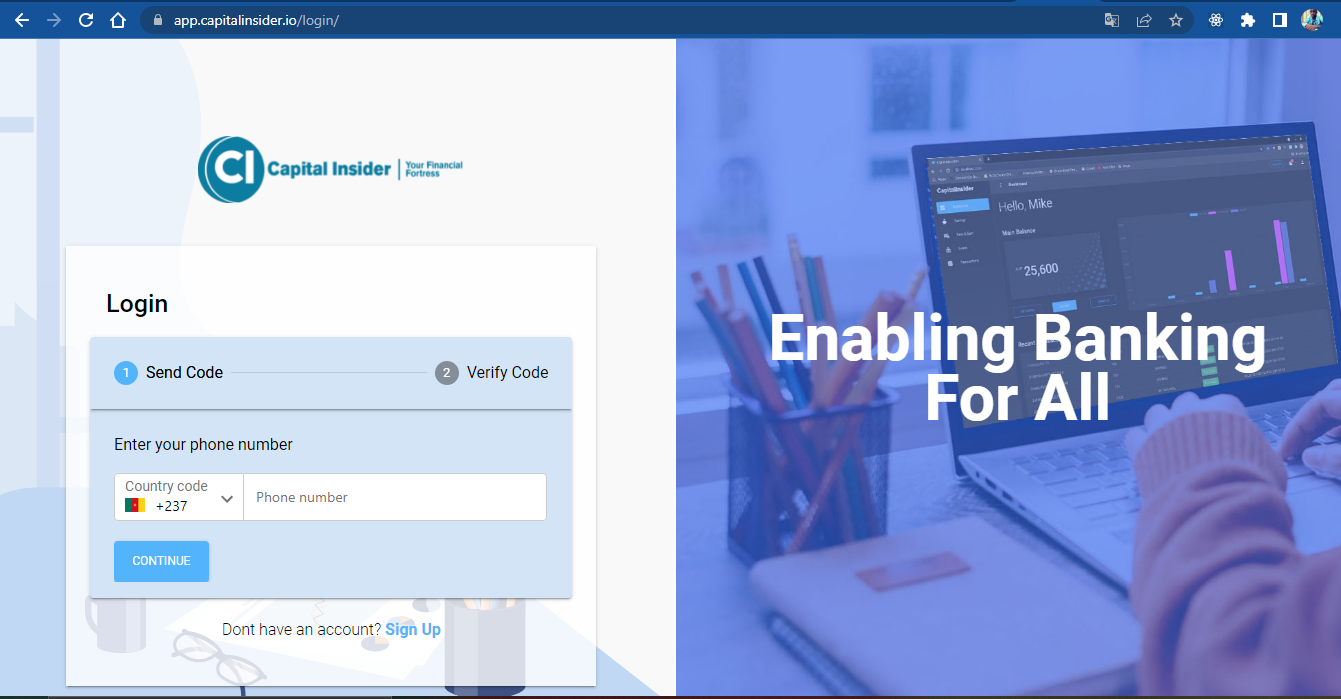 app.capitalinsider.io/login/
CI Capital Insider Your Financial
Fortress
Login
1 Send Code 2 Verify Code
Enter your phone number
Country code
+237
Phone number
CONTINUE
Dont have an account? Sign Up
CapitalInsider
Dashboard
Hello, Mike
Main Balance
25,600
Enabling Banking
For All